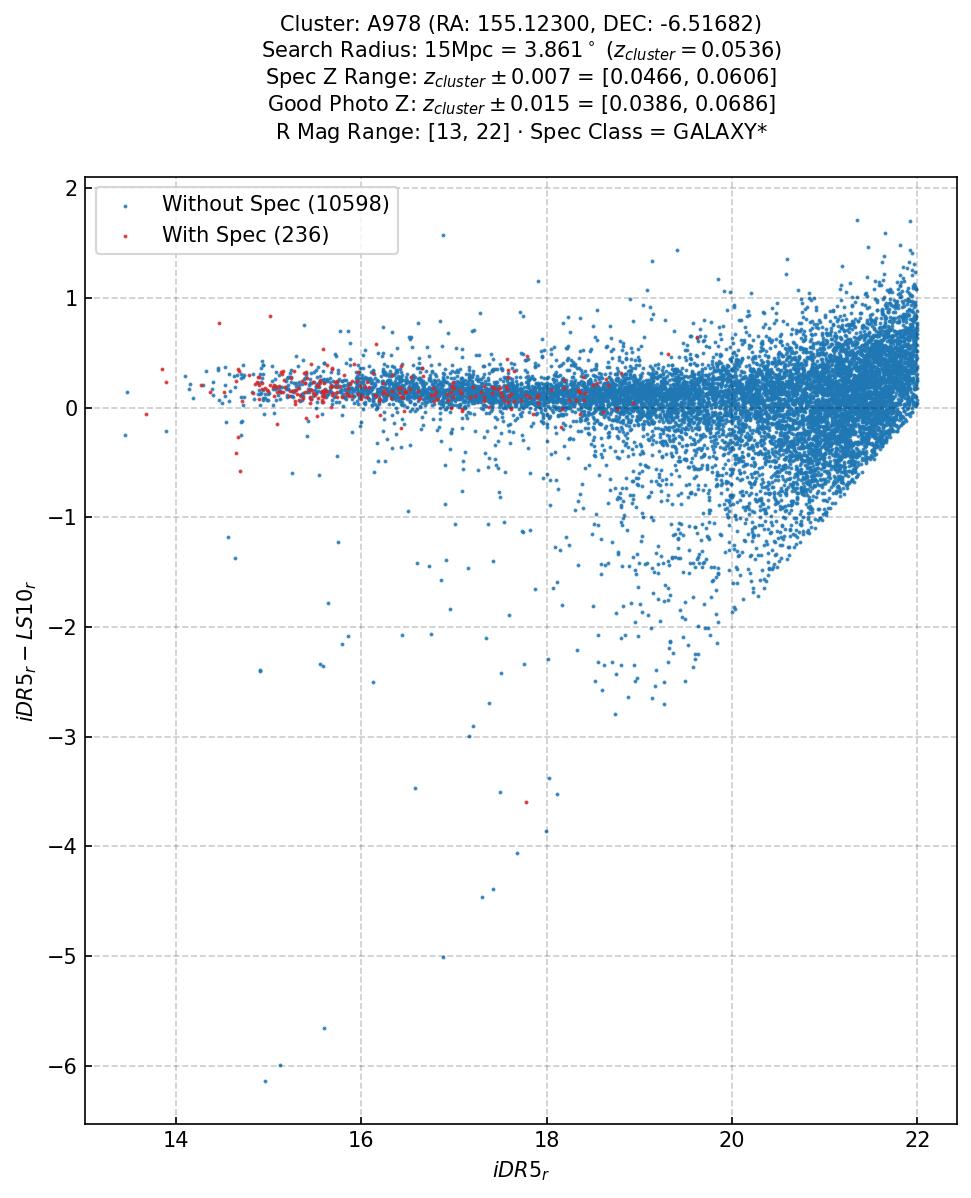 Cluster: A978 (RA: 155.12300, DEC: -6.51682)
Search Radius: 15Mpc = 3.861° (z_cluster = 0.0536)
Spec Z Range: z_cluster ± 0.007 = [0.0466, 0.0606]
Good Photo Z: z_cluster ± 0.015 = [0.0386, 0.0686]
R Mag Range: [13, 22] · Spec Class = GALAXY*
Without Spec (10598)
With Spec (236)
2
1
0
−1
−2
−3
−4
−5
−6
iDR5_r − LS10_r
14 16 18 20 22
iDR5_r